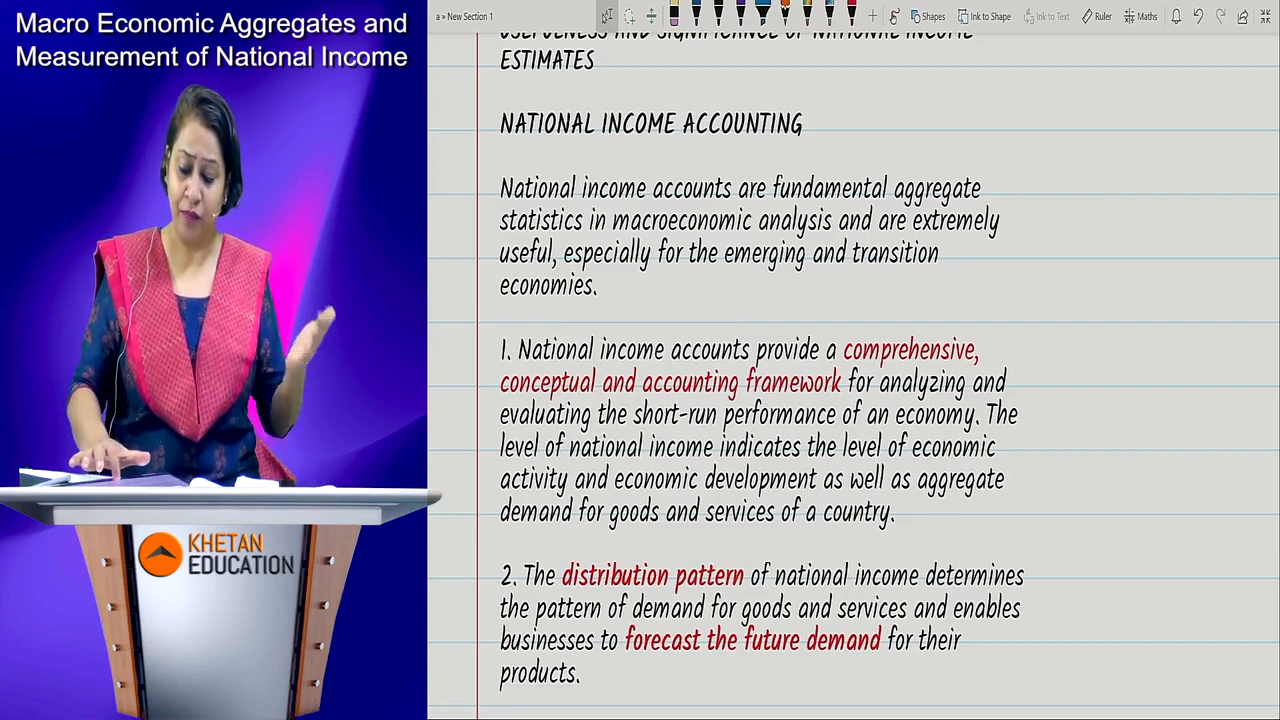 Macro Economic Aggregates and
Measurement of National Income
KHETAN
EDUCATION
a » New Section 1
Shapes
Ink to Shape
Ink to Text
Ruler
Maths
USEFULNESS AND SIGNIFICANCE OF NATIONAL INCOME
ESTIMATES
NATIONAL INCOME ACCOUNTING
National income accounts are fundamental aggregate
statistics in macroeconomic analysis and are extremely
useful, especially for the emerging and transition
economies.
1. National income accounts provide a comprehensive,
conceptual and accounting framework for analyzing and
evaluating the short-run performance of an economy. The
level of national income indicates the level of economic
activity and economic development as well as aggregate
demand for goods and services of a country.
2. The distribution pattern of national income determines
the pattern of demand for goods and services and enables
businesses to forecast the future demand for their
products.